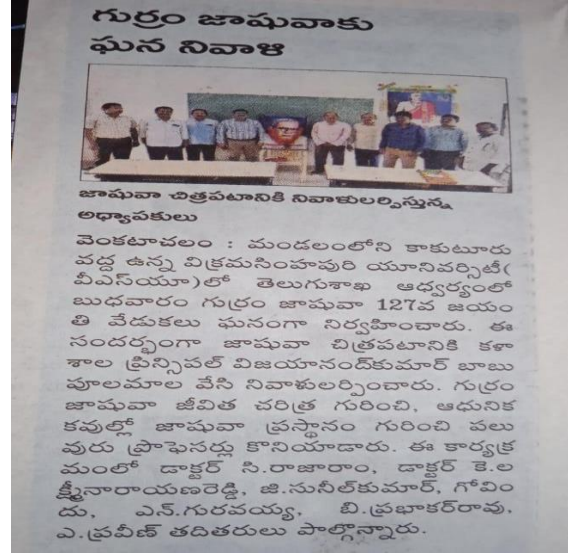 గుర్రం జాషువాకు
ఘన నివాళి
జాషువా చిత్రపటానికి నివాళులర్పిస్తున్న
అధ్యాపకులు
వెంకటాచలం : మండలంలోని కాకుటూరు
వద్ద ఉన్న విక్రమసింహపురి యూనివర్సిటీ(
వీఎస్‌యూ)లో తెలుగుశాఖ ఆధ్వర్యంలో
బుధవారం గుర్రం జాషువా 127వ జయం
తి వేడుకలు ఘనంగా నిర్వహించారు. ఈ
సందర్భంగా జాషువా చిత్రపటానికి కళా
శాల ప్రిన్సిపల్ విజయానంద్‌కుమార్ బాబు
పూలమాల వేసి నివాళులర్పించారు. గుర్రం
జాషువా జీవిత చరిత్ర గురించి, ఆధునిక
కవుల్లో జాషువా ప్రస్థానం గురించి పలు
వురు ప్రొఫెసర్లు కొనియాడారు. ఈ కార్యక్ర
మంలో డాక్టర్ సి.రాజారాం, డాక్టర్ కె.ల
క్ష్మీనారాయణరెడ్డి, జి.సునీల్‌కుమార్, గోవిం
దు, ఎన్.గురవయ్య, బి.ప్రభాకర్‌రావు.
ఎ.ప్రవీణ్ తదితరులు పాల్గొన్నారు.